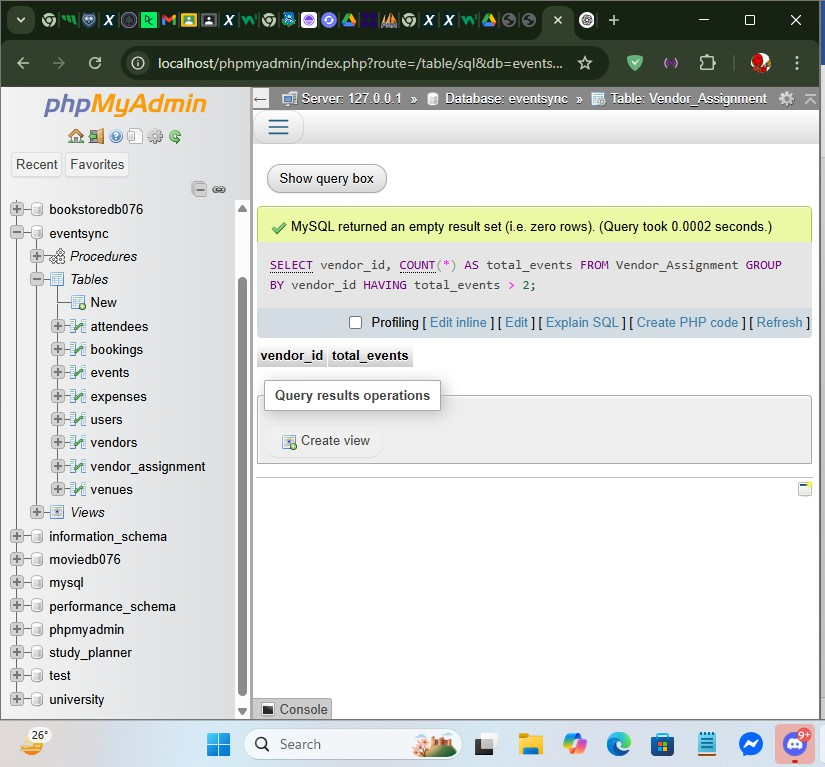 localhost/phpmyadmin/index.php?route=/table/sql&db=events...
phpMyAdmin
Recent
Favorites
bookstoredb076
eventsync
Procedures
Tables
New
attendees
bookings
events
expenses
users
vendors
vendor_assignment
venues
Views
information_schema
moviedb076
mysql
performance_schema
phpmyadmin
study_planner
test
university
Server: 127.0.0.1 » Database: eventsync » Table: Vendor_Assignment
Show query box
MySQL returned an empty result set (i.e. zero rows). (Query took 0.0002 seconds.)
SELECT vendor_id, COUNT(*) AS total_events FROM Vendor_Assignment GROUP
BY vendor_id HAVING total_events > 2;
Profiling [ Edit inline ] [ Edit ] [ Explain SQL ] [ Create PHP code ] [ Refresh ]
vendor_id total_events
Query results operations
Create view
Console
26°
Search
9+